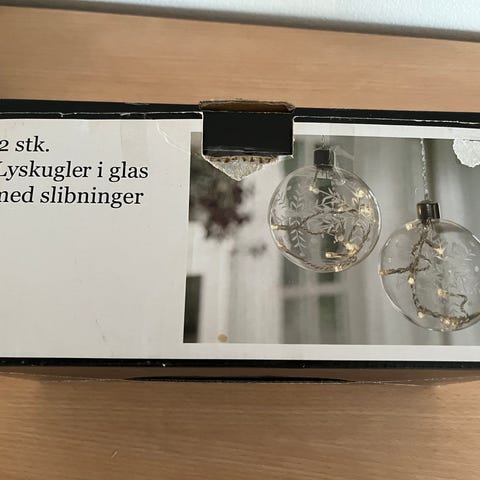 2 stk.
Lyskugler i glas
med slibninger